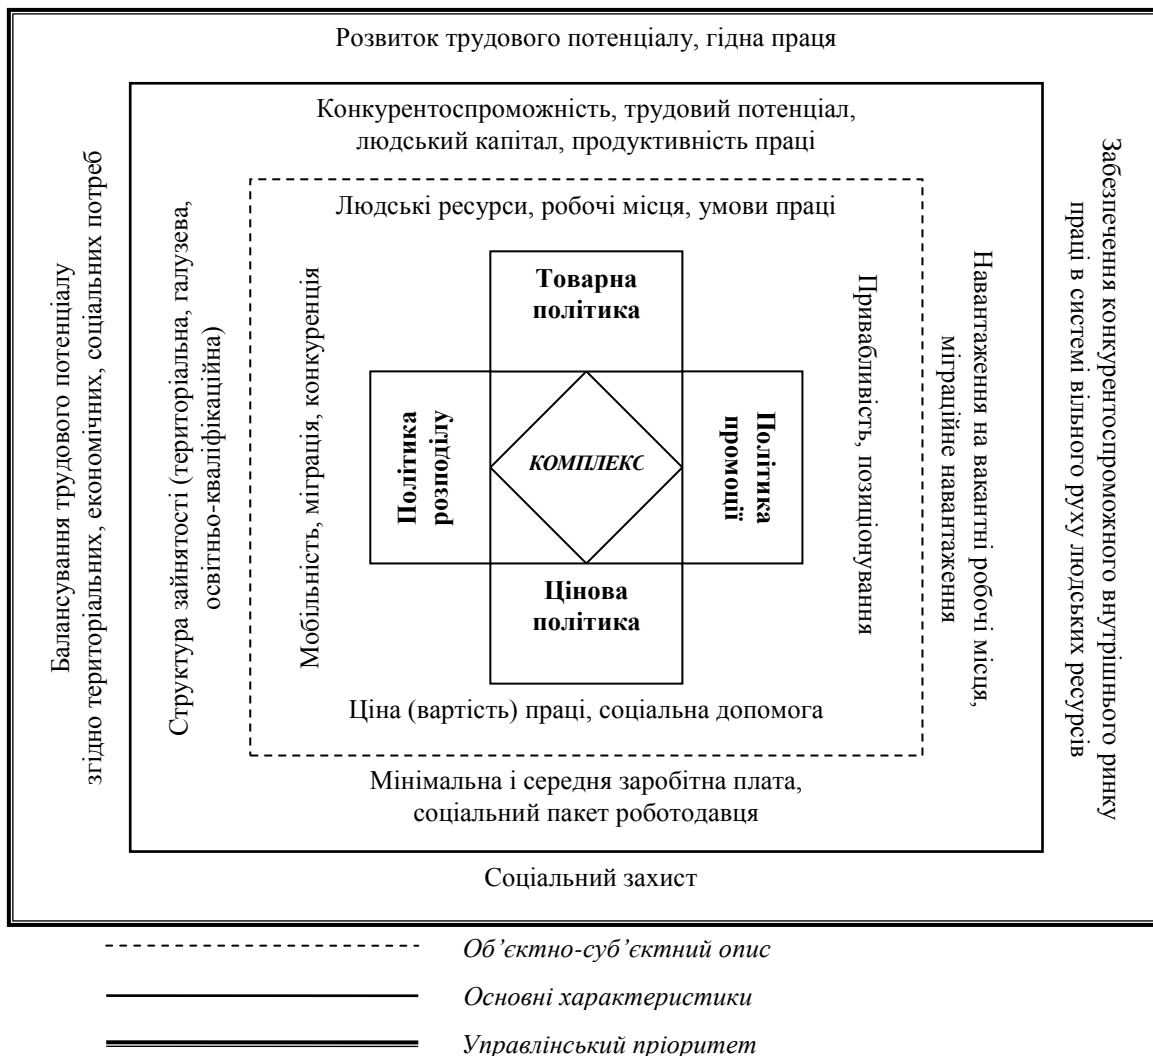 Розвиток трудового потенціалу, гідна праця
Конкурентоспроможність, трудовий потенціал,
людський капітал, продуктивність праці
Людські ресурси, робочі місця, умови праці
Балансування трудового потенціалу
згідно територіальних, економічних, соціальних потреб
Структура зайнятості (територіальна, галузева,
освітньо-кваліфікаційна)
Мобільність, міграція, конкуренція
Товарна
політика
Політика
розподілу
КОМПЛЕКС
Політика
промоції
Цінова
політика
Привабливість, позиціонування
Навантаження на вакантні робочі місця,
міграційне навантаження
Забезпечення конкурентоспроможного внутрішнього ринку
праці в системі вільного руху людських ресурсів
Ціна (вартість) праці, соціальна допомога
Мінімальна і середня заробітна плата,
соціальний пакет роботодавця
Соціальний захист
Об’єктно-суб’єктний опис
Основні характеристики
Управлінський пріоритет